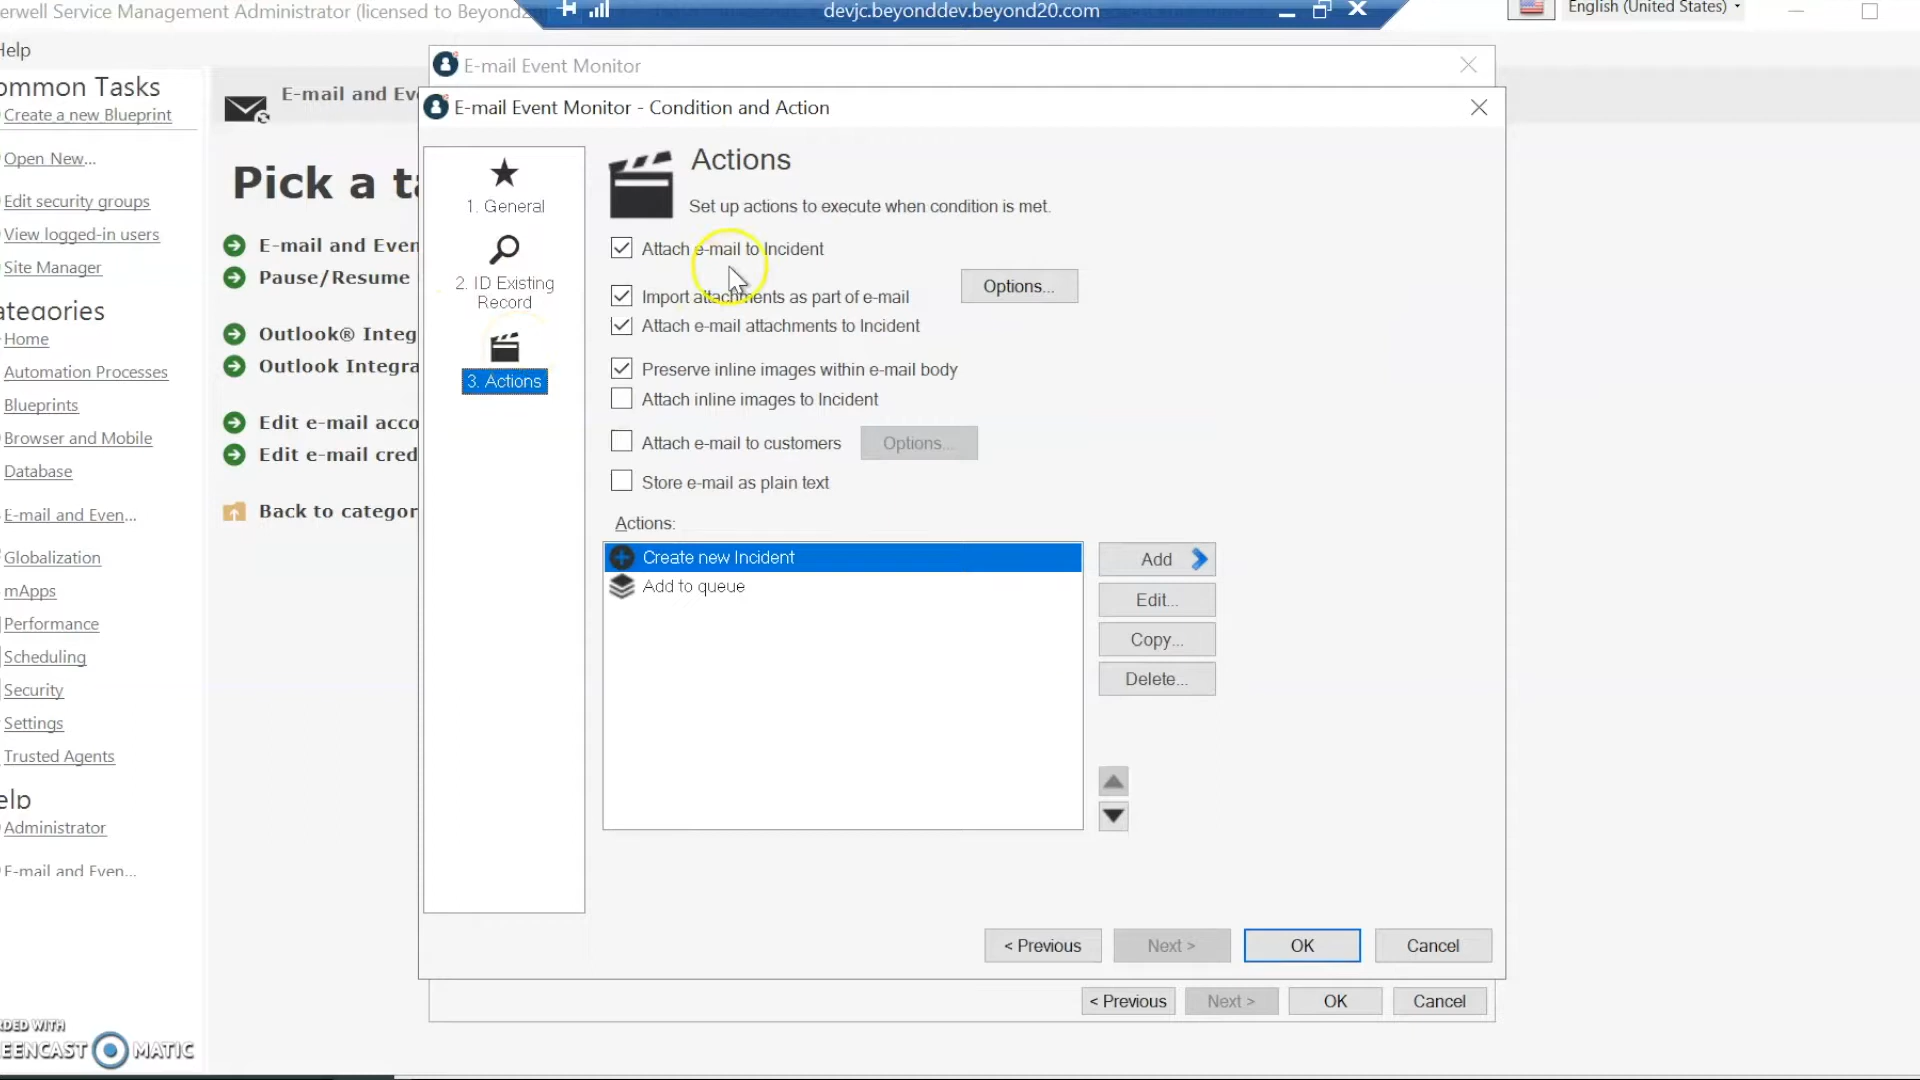 erwell Service Management Administrator (licensed to Beyond2
devjc.beyonddev.beyond20.com
English (United States)
Help
ommon Tasks
Create a new Blueprint
Open New...
Edit security groups
View logged-in users
Site Manager
ategories
Home
Automation Processes
Blueprints
Browser and Mobile
Database
E-mail and Even...
Globalization
mApps
Performance
Scheduling
Security
Settings
Trusted Agents
elp
Administrator
E-mail and Even...
RDED WITH
EENCAST MATIC
E-mail and Eve
Pick a ta
E-mail and Even
Pause/Resume
Outlook® Integ
Outlook Integra
Edit e-mail acco
Edit e-mail cred
Back to categor
E-mail Event Monitor
E-mail Event Monitor - Condition and Action
1. General
2. ID Existing
Record
3. Actions
Actions
Set up actions to execute when condition is met.
Attach e-mail to Incident
Import attachments as part of e-mail
Options...
Attach e-mail attachments to Incident
Preserve inline images within e-mail body
Attach inline images to Incident
Attach e-mail to customers
Options...
Store e-mail as plain text
Actions:
Create new Incident
Add to queue
Add
Edit...
Copy...
Delete...
< Previous
Next >
OK
Cancel
< Previous
Next >
OK
Cancel